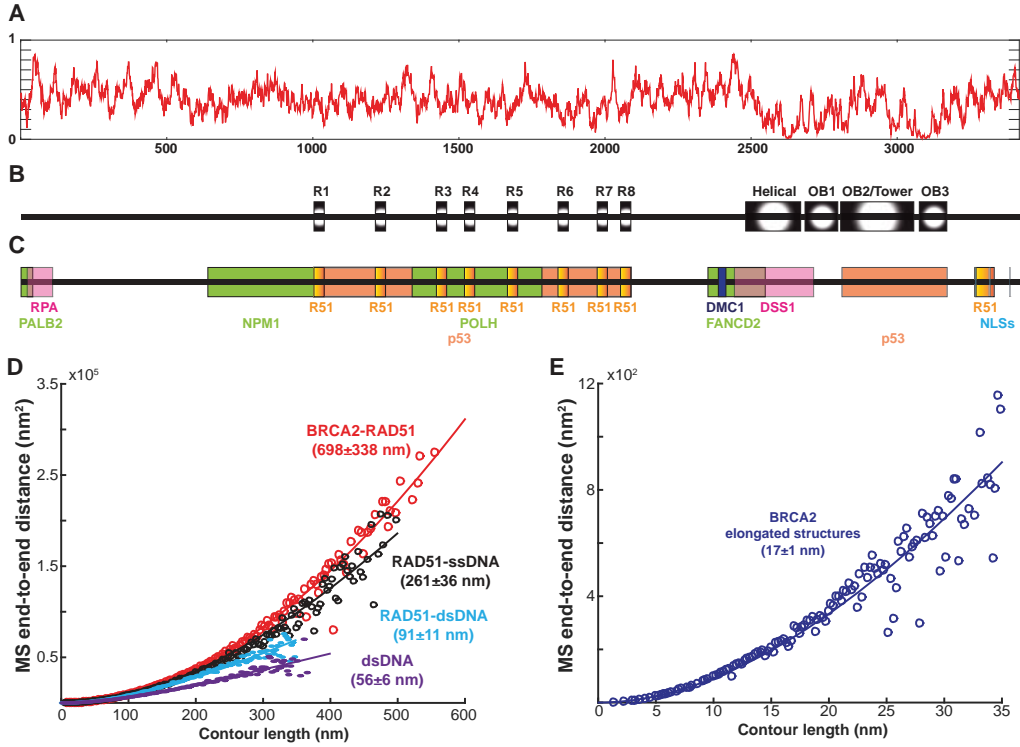 A
1
0
500 1000 1500 2000 2500 3000
B
R1 R2 R3 R4 R5 R6 R7 R8 Helical OB1 OB2/Tower OB3
C
RPA R51 R51 R51 R51 R51 R51 R51 R51 DMC1 DSS1 R51
PALB2 NPM1 POLH FANCD2 NLSs
p53 p53
D
x10⁵
3.5
2.5
1.5
0.5
MS end-to-end distance (nm²)
BRCA2-RAD51
(698±338 nm)
RAD51-ssDNA
(261±36 nm)
RAD51-dsDNA
(91±11 nm)
dsDNA
(56±6 nm)
0 100 200 300 400 500 600
Contour length (nm)
E
x10²
12
8
4
MS end-to-end distance (nm²)
BRCA2
elongated structures
(17±1 nm)
0 5 10 15 20 25 30 35
Contour length (nm)